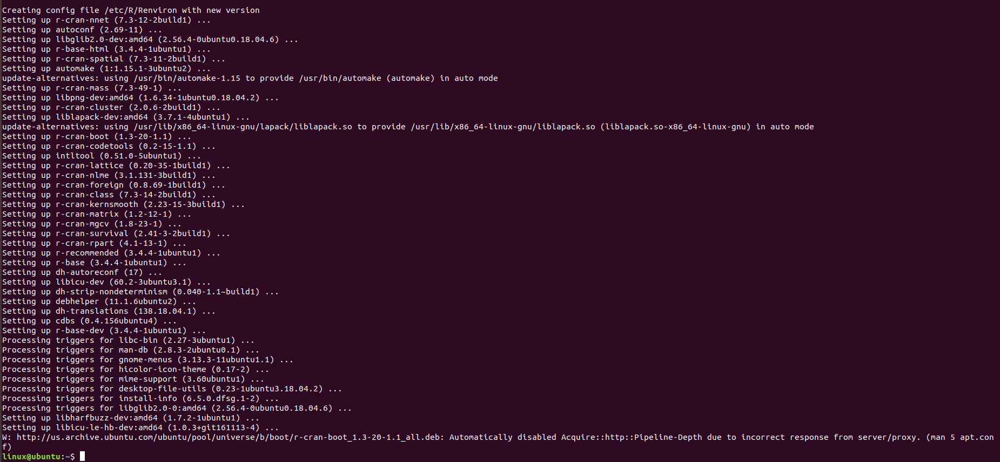 Creating config file /etc/R/Renviron with new version
Setting up r-cran-nnet (7.3-12-2build1) ...
Setting up autoconf (2.69-11) ...
Setting up libglib2.0-dev:amd64 (2.56.4-0ubuntu0.18.04.6) ...
Setting up r-base-html (3.4.4-1ubuntu1) ...
Setting up r-cran-spatial (7.3-11-2build1) ...
Setting up automake (1:1.15.1-3ubuntu2) ...
update-alternatives: using /usr/bin/automake-1.15 to provide /usr/bin/automake (automake) in auto mode
Setting up r-cran-mass (7.3-49-1) ...
Setting up libpng-dev:amd64 (1.6.34-1ubuntu0.18.04.2) ...
Setting up r-cran-cluster (2.0.6-2build1) ...
Setting up liblapack-dev:amd64 (3.7.1-4ubuntu1) ...
update-alternatives: using /usr/lib/x86_64-linux-gnu/lapack/liblapack.so to provide /usr/lib/x86_64-linux-gnu/liblapack.so (liblapack.so-x86_64-linux-gnu) in auto mode
Setting up r-cran-boot (1.3-20-1.1) ...
Setting up r-cran-codetools (0.2-15-1.1) ...
Setting up intltool (0.51.0-5ubuntu1) ...
Setting up r-cran-lattice (0.20-35-1build1) ...
Setting up r-cran-nlme (3.1.131-3build1) ...
Setting up r-cran-foreign (0.8.69-1build1) ...
Setting up r-cran-class (7.3-14-2build1) ...
Setting up r-cran-kernsmooth (2.23-15-3build1) ...
Setting up r-cran-matrix (1.2-12-1) ...
Setting up r-cran-mgcv (1.8-23-1) ...
Setting up r-cran-survival (2.41-3-2build1) ...
Setting up r-cran-rpart (4.1-13-1) ...
Setting up r-recommended (3.4.4-1ubuntu1) ...
Setting up r-base (3.4.4-1ubuntu1) ...
Setting up dh-autoreconf (17) ...
Setting up libicu-dev (60.2-3ubuntu3.1) ...
Setting up dh-strip-nondeterminism (0.040-1.1~build1) ...
Setting up debhelper (11.1.6ubuntu2) ...
Setting up dh-translations (138.18.04.1) ...
Setting up cdbs (0.4.156ubuntu4) ...
Setting up r-base-dev (3.4.4-1ubuntu1) ...
Processing triggers for libc-bin (2.27-3ubuntu1) ...
Processing triggers for man-db (2.8.3-2ubuntu0.1) ...
Processing triggers for gnome-menus (3.13.3-11ubuntu1.1) ...
Processing triggers for hicolor-icon-theme (0.17-2) ...
Processing triggers for mime-support (3.60ubuntu1) ...
Processing triggers for desktop-file-utils (0.23-1ubuntu3.18.04.2) ...
Processing triggers for install-info (6.5.0.dfsg.1-2) ...
Processing triggers for libglib2.0-0:amd64 (2.56.4-0ubuntu0.18.04.6) ...
Setting up libharfbuzz-dev:amd64 (1.7.2-1ubuntu1) ...
Setting up libicu-le-hb-dev:amd64 (1.0.3+git161113-4) ...
W: http://us.archive.ubuntu.com/ubuntu/pool/universe/b/boot/r-cran-boot_1.3-20-1.1_all.deb: Automatically disabled Acquire::http::Pipeline-Depth due to incorrect response from server/proxy. (man 5 apt.con
f)
linux@ubuntu:~$